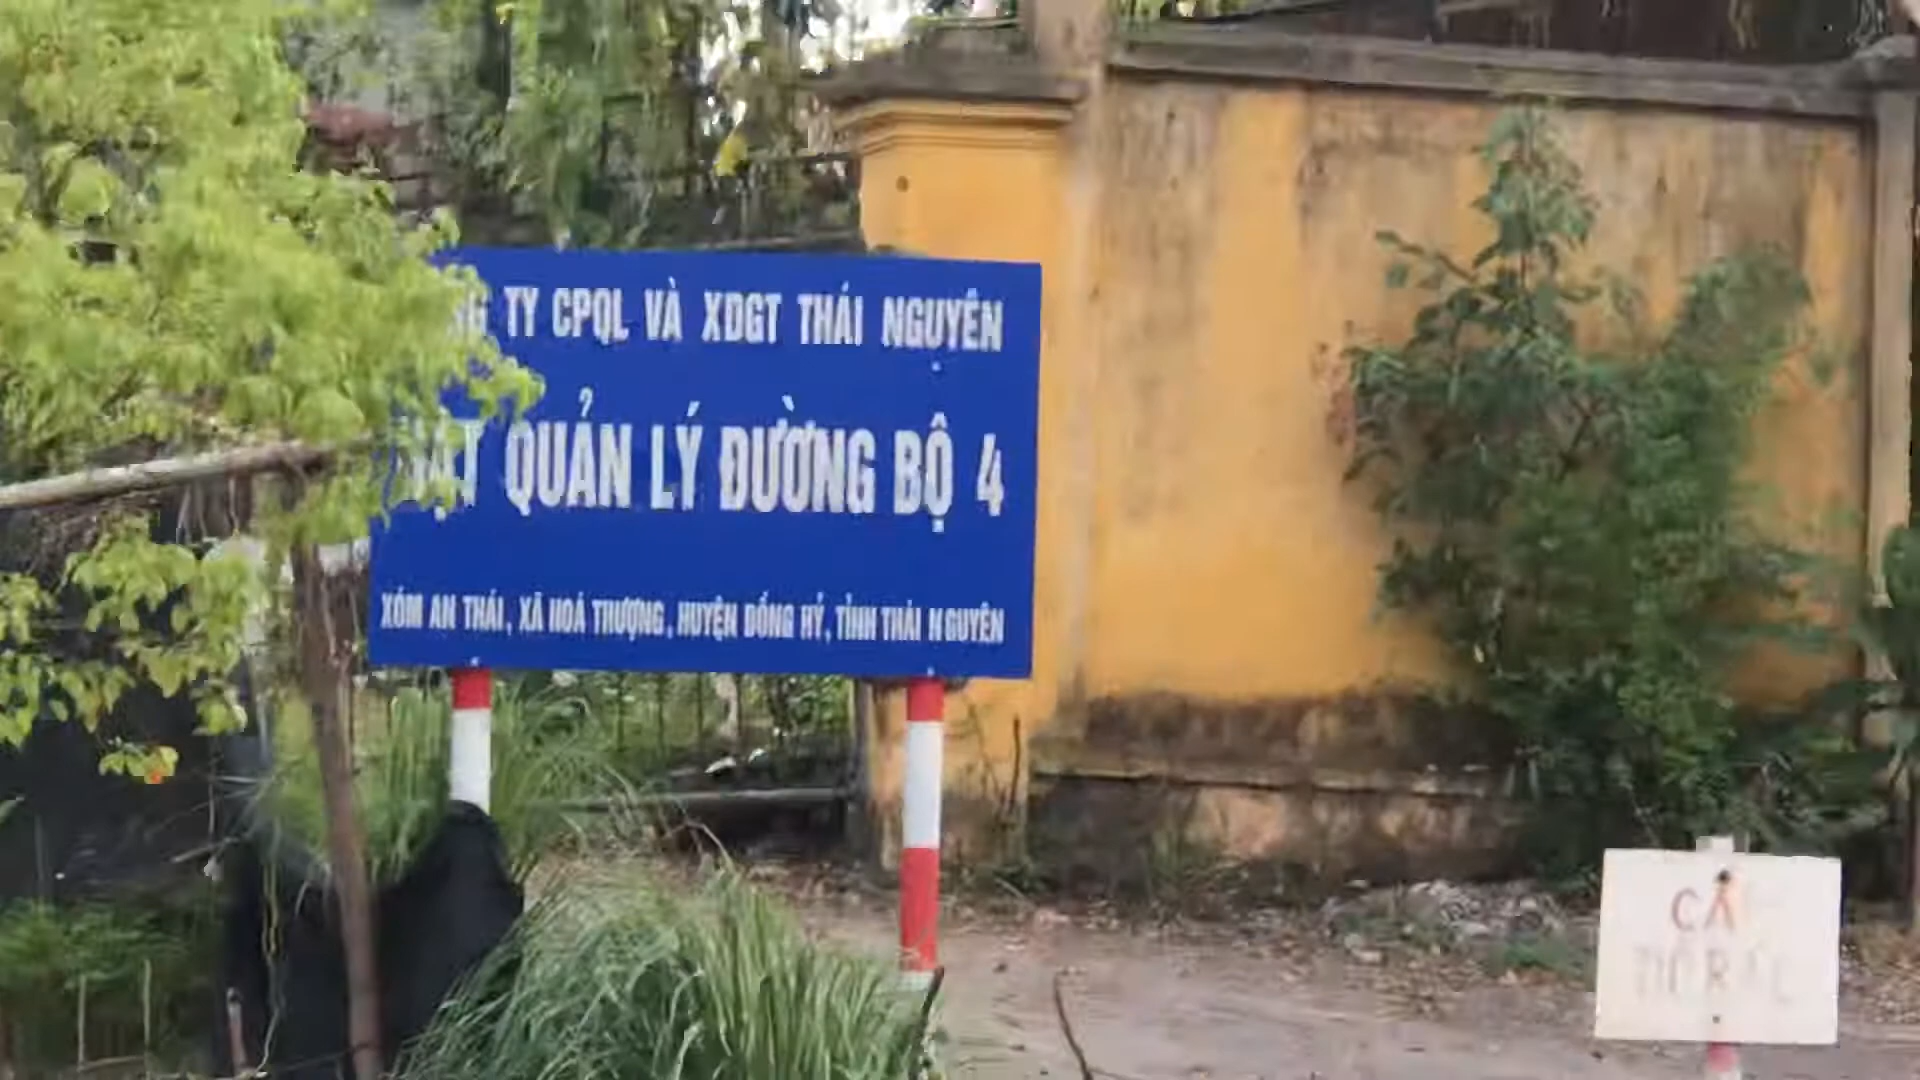 TY CPQL VÀ XDGT THÁI NGUYÊN
HẠT QUẢN LÝ ĐƯỜNG BỘ 4
XÓM AN THÁI, XÃ HOÁ THƯỢNG, HUYỆN ĐỒNG HỶ, TỈNH THÁI NGUYÊN